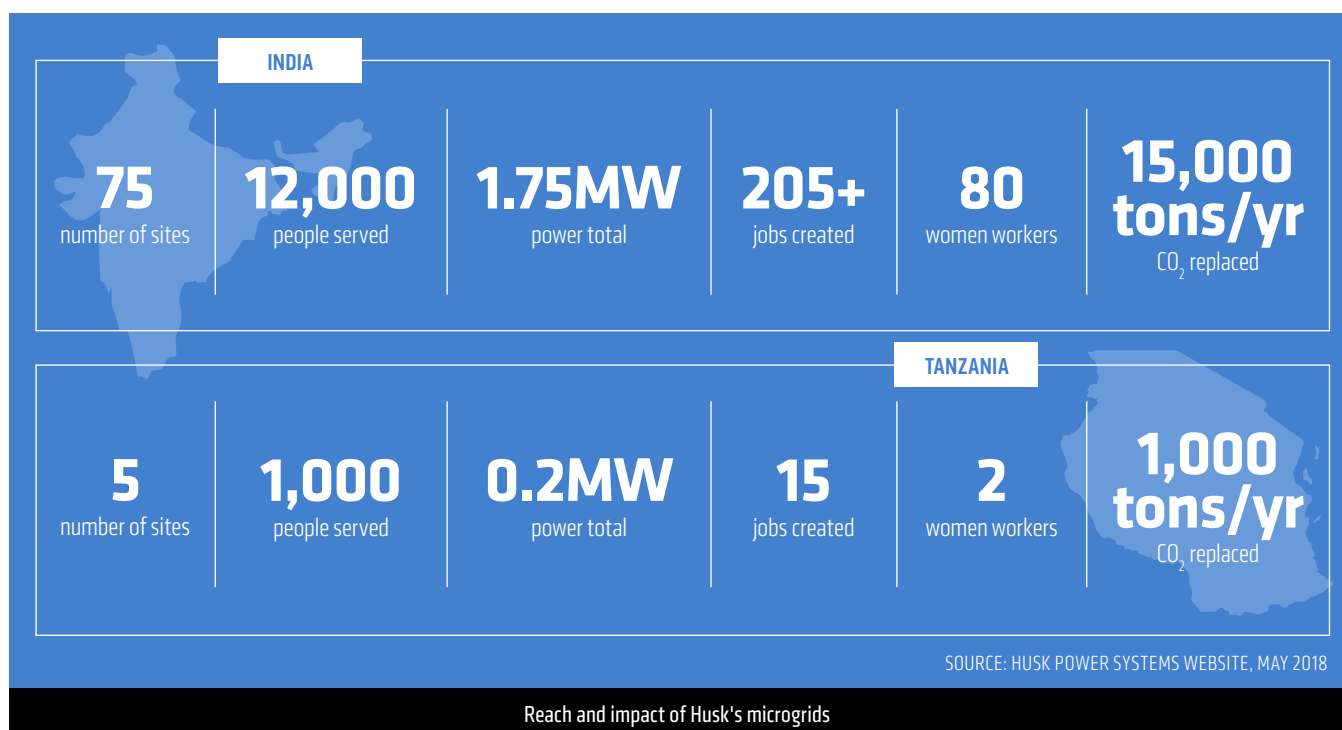 INDIA
75
number of sites
12,000
people served
1.75MW
power total
205+
jobs created
80
women workers
15,000
tons/yr
CO₂ replaced
TANZANIA
5
number of sites
1,000
people served
0.2MW
power total
15
jobs created
2
women workers
1,000
tons/yr
CO₂ replaced
SOURCE: HUSK POWER SYSTEMS WEBSITE, MAY 2018
Reach and impact of Husk's microgrids